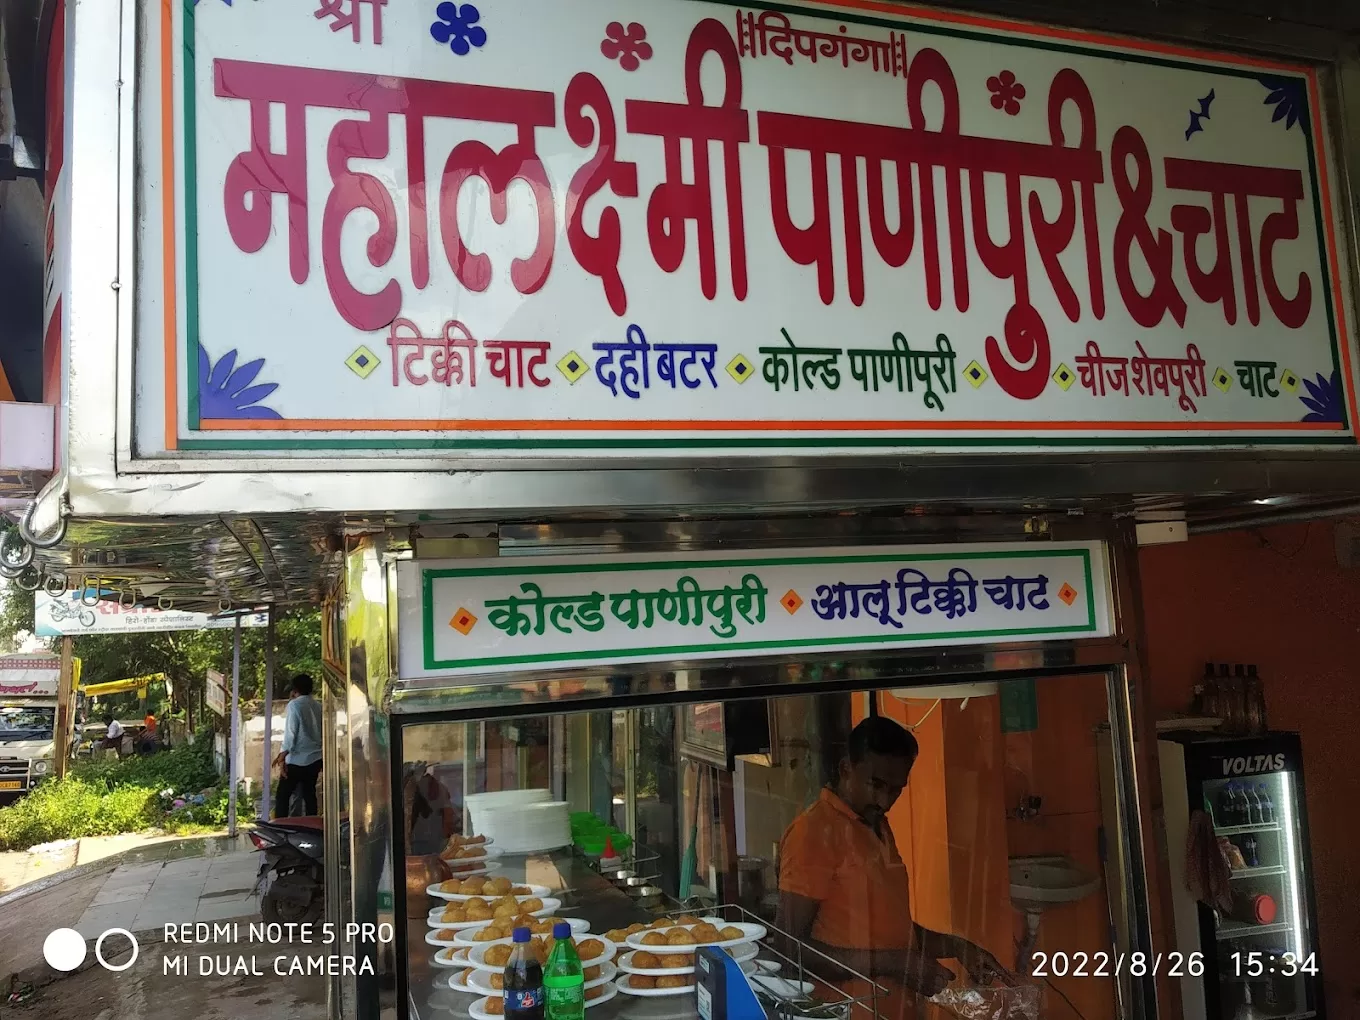 श्री
॥दिपगंगा॥
महालक्ष्मी पाणीपुरी & चाट
टिक्की चाट दही बटर कोल्ड पाणीपूरी चीज शेवपूरी चाट
कोल्ड पाणीपुरी आलू टिक्की चाट
हिरो-होंडा स्पेशालिस्ट
VOLTAS
REDMI NOTE 5 PRO
MI DUAL CAMERA
2022/8/26 15:34